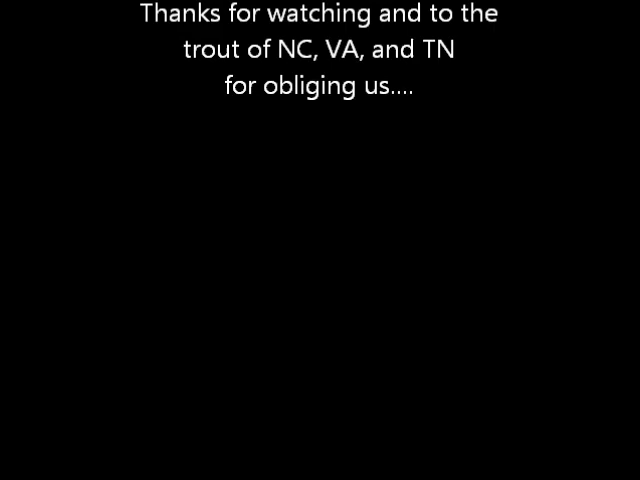 Thanks for watching and to the
trout of NC, VA, and TN
for obliging us....